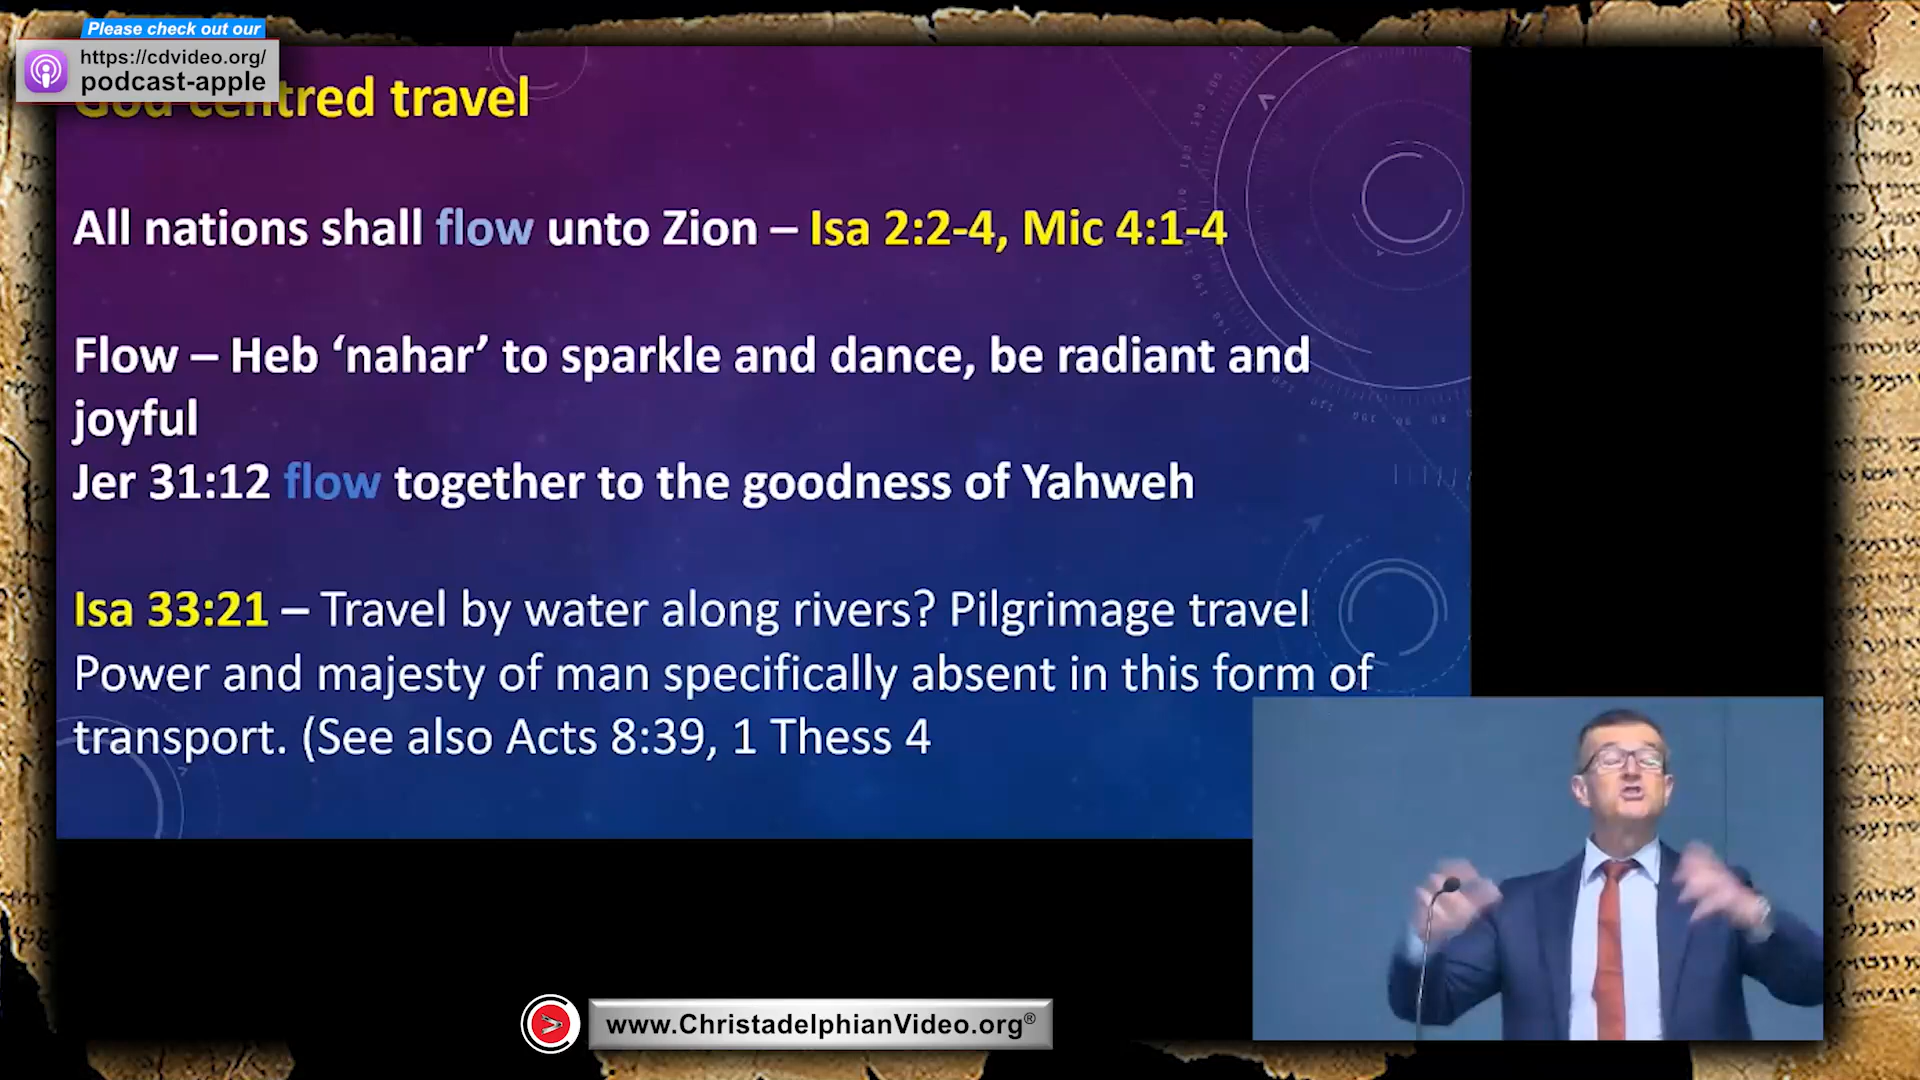 Please check out our
https://cdvideo.org/
podcast-apple
God centred travel
All nations shall flow unto Zion – Isa 2:2-4, Mic 4:1-4
Flow – Heb ‘nahar’ to sparkle and dance, be radiant and
joyful
Jer 31:12 flow together to the goodness of Yahweh
Isa 33:21 – Travel by water along rivers? Pilgrimage travel
Power and majesty of man specifically absent in this form of
transport. (See also Acts 8:39, 1 Thess 4
www.ChristadelphianVideo.org®